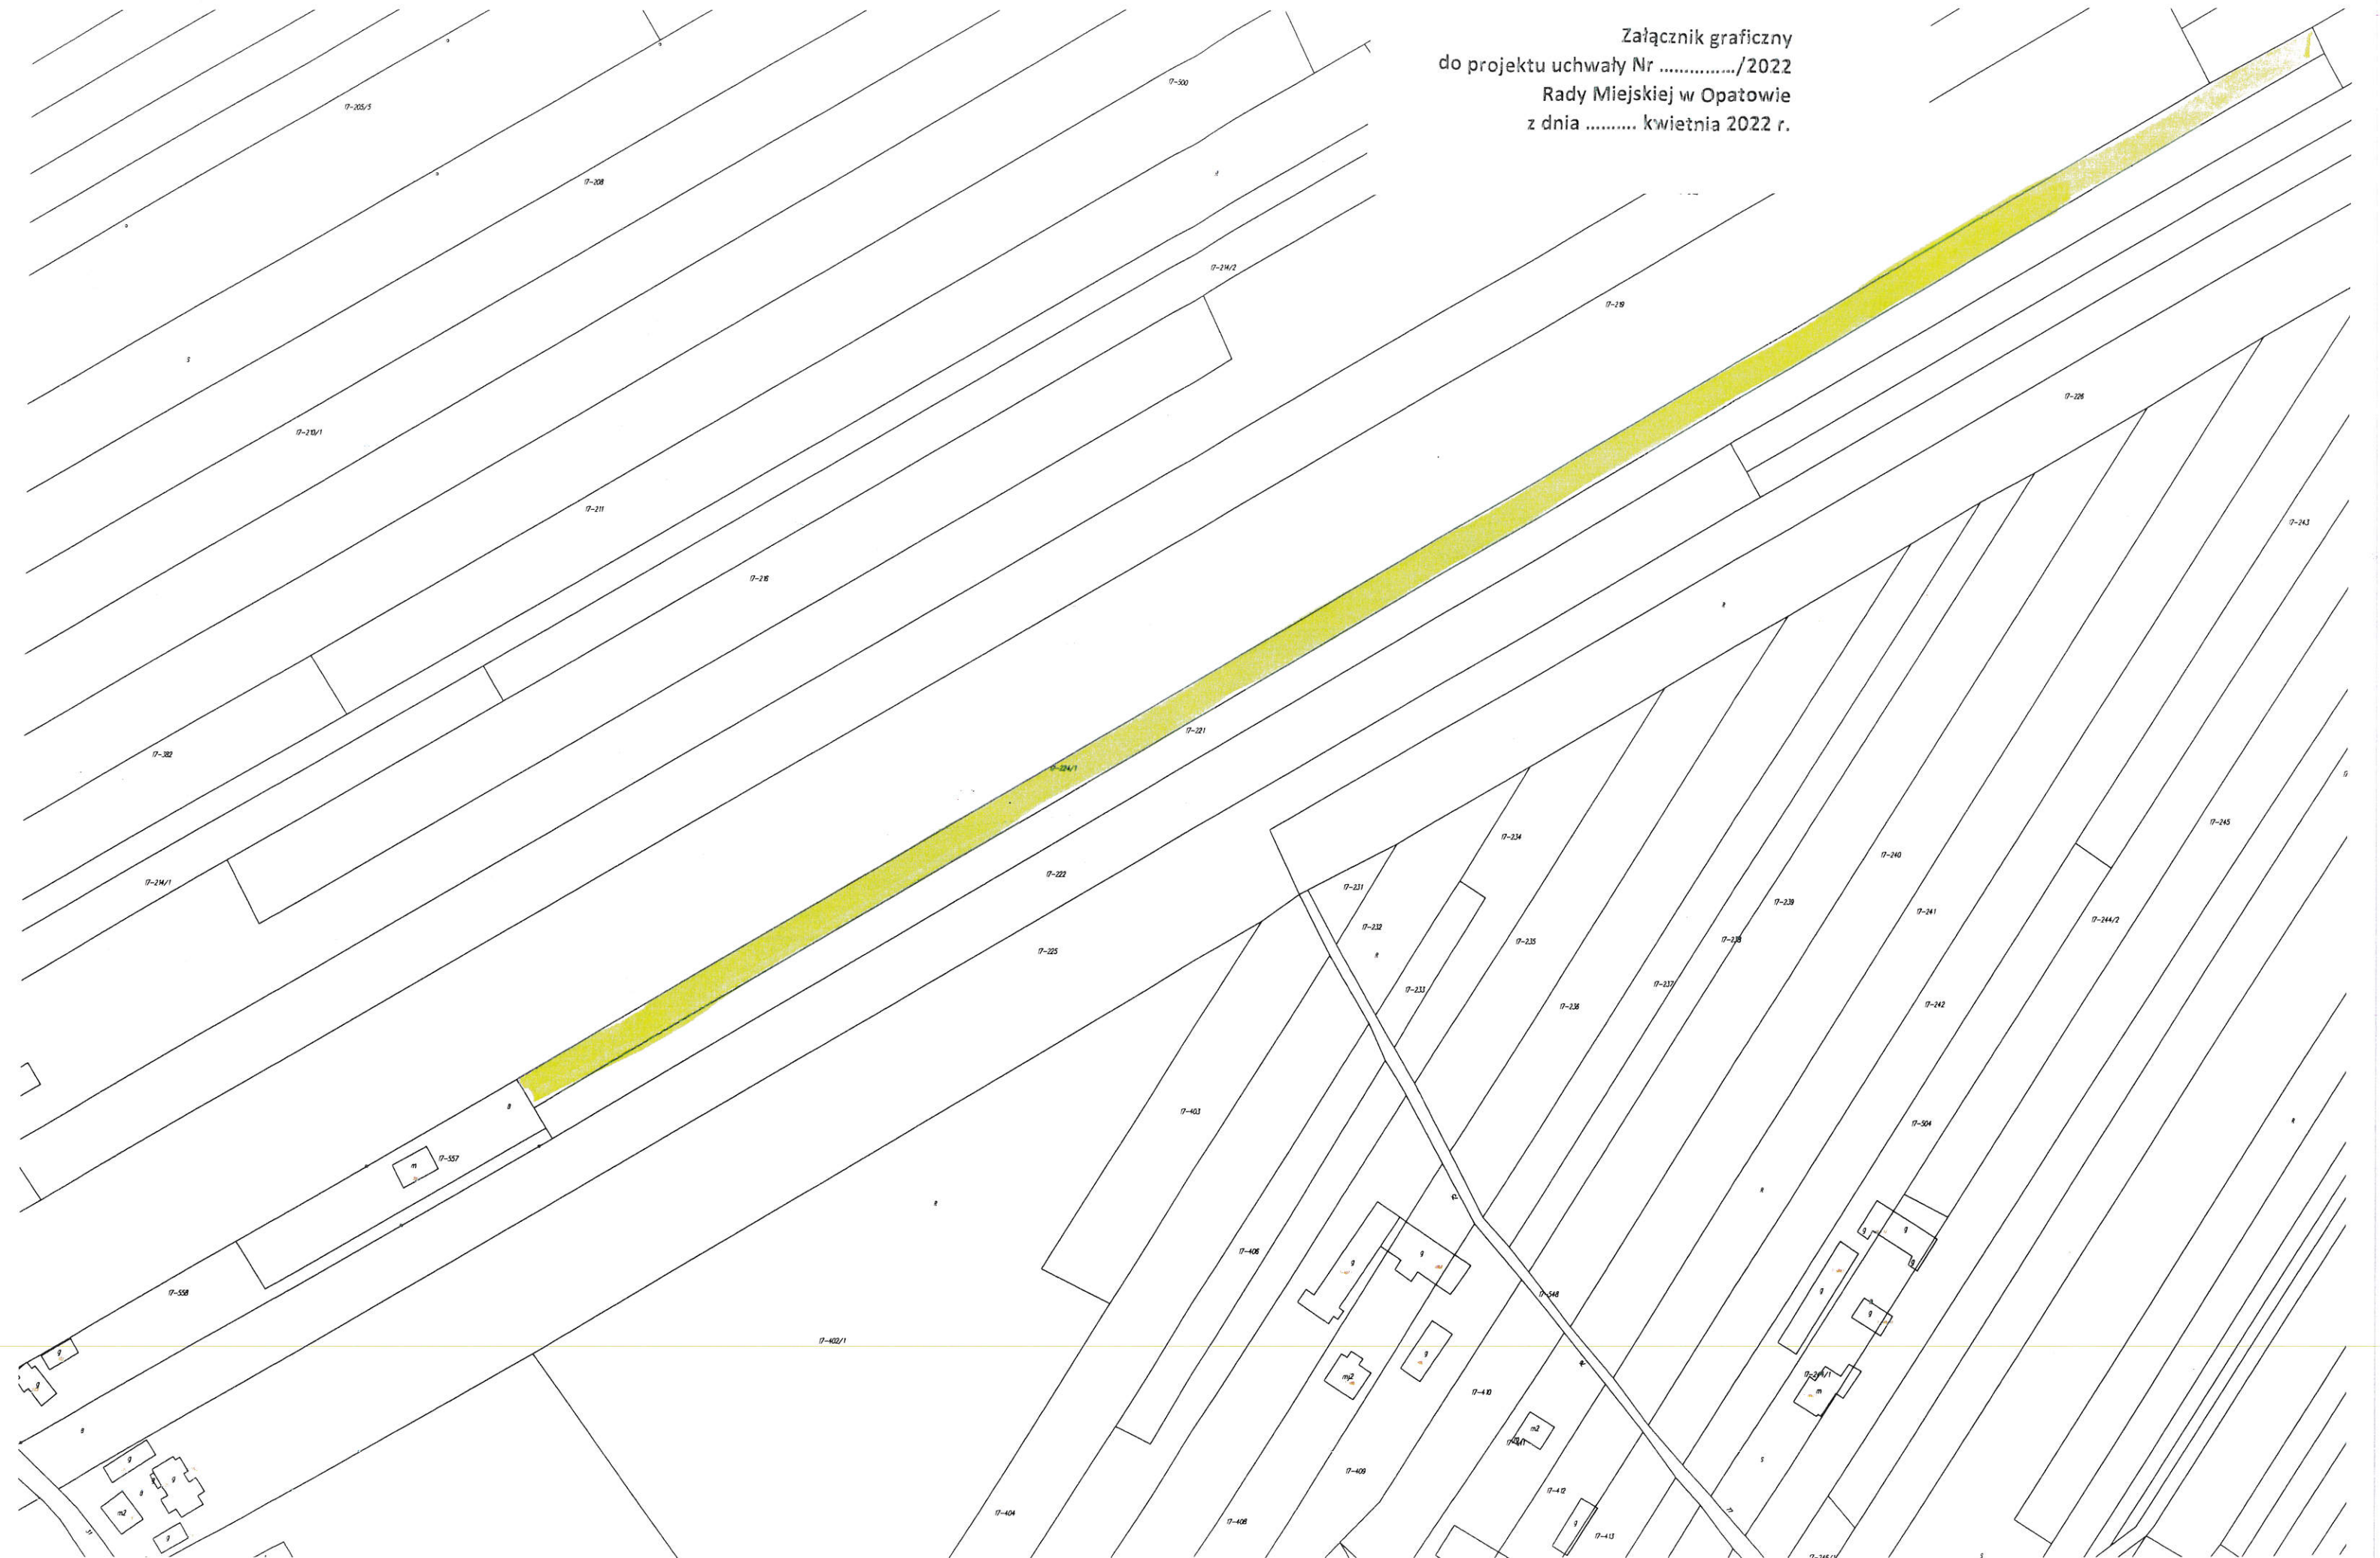 Załącznik graficzny
do projektu uchwały Nr ............../2022
Rady Miejskiej w Opatowie
z dnia .......... kwietnia 2022 r.
17-500
17-205/5
17-208
17-214/2
17-219
17-226
17-210/1
17-211
17-243
17-216
17-221
17-382
17-224/1
17-245
17-234
17-240
17-222
17-214/1
17-231
17-239
17-241
17-244/2
17-232
17-235
17-238
17-225
17-237
17-233
17-242
17-236
17-403
17-504
B
m
17-557
R
17-406
g
g
g
g
17-558
17-548
g
g
17-402/1
g
g
mj2
g
m
17-410
m2
g
g
17-409
17-412
m2
g
17-404
17-408
g
17-413